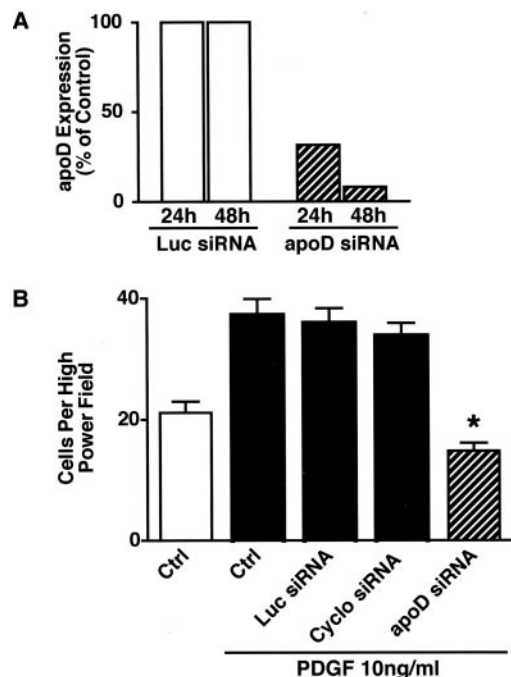 A
apoD Expression
(% of Control)
100
50
0
24h 48h 24h 48h
Luc siRNA apoD siRNA
B
Cells Per High
Power Field
40
20
0
*
Ctrl Ctrl Luc siRNA Cyclo siRNA apoD siRNA
PDGF 10ng/ml